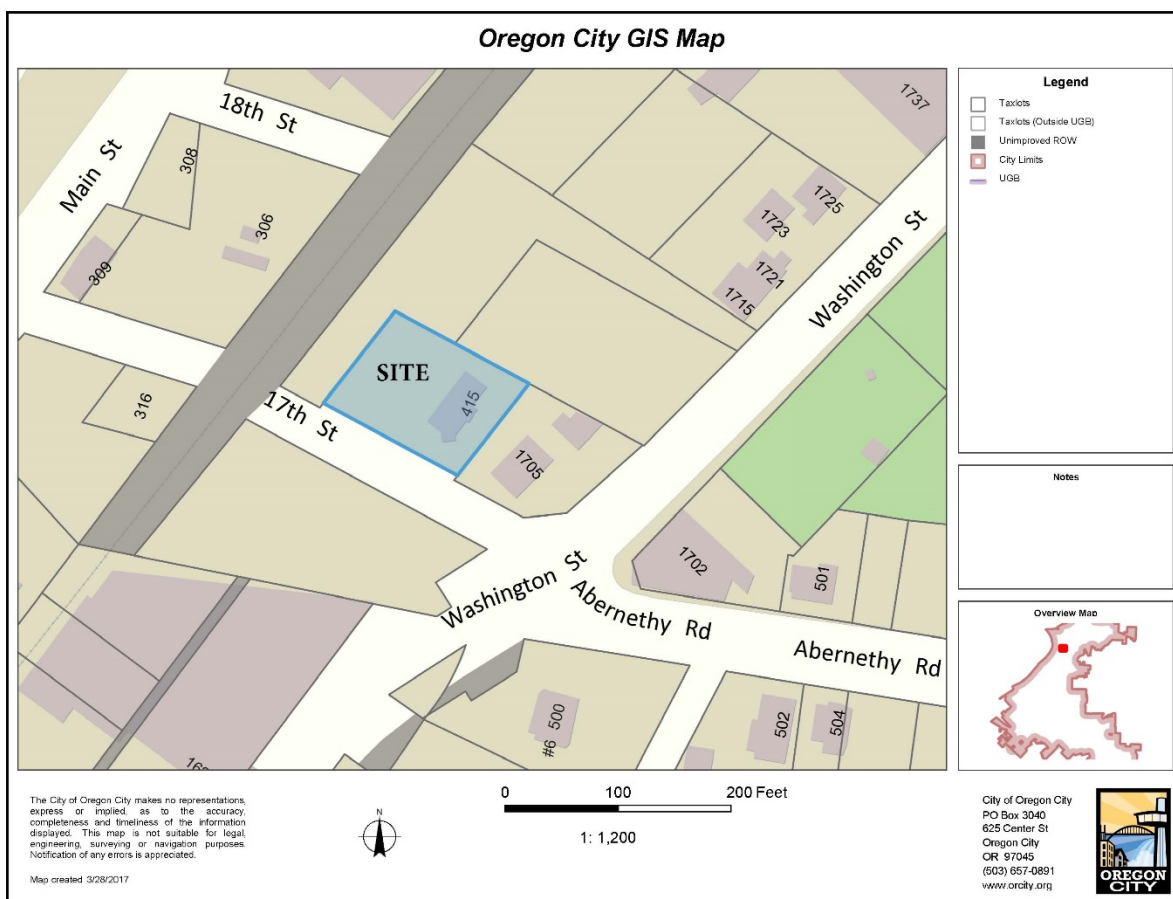 Oregon City GIS Map
18th St
Main St
308
306
309
316
17th St
SITE
415
1705
1737
1725
1723
1721
1715
Washington St
1702
501
Washington St
Abernethy Rd
Abernethy Rd
#6 500
502
504
Legend
Taxlots
Taxlots (Outside UGB)
Unimproved ROW
City Limits
UGB
Notes
Overview Map
The City of Oregon City makes no representations,
express or implied, as to the accuracy,
completeness and timeliness of the information
displayed. This map is not suitable for legal,
engineering, surveying or navigation purposes.
Notification of any errors is appreciated.
Map created 3/28/2017
N
0 100 200 Feet
1: 1,200
City of Oregon City
PO Box 3040
625 Center St
Oregon City
OR 97045
(503) 657-0891
www.orcity.org
OREGON
CITY